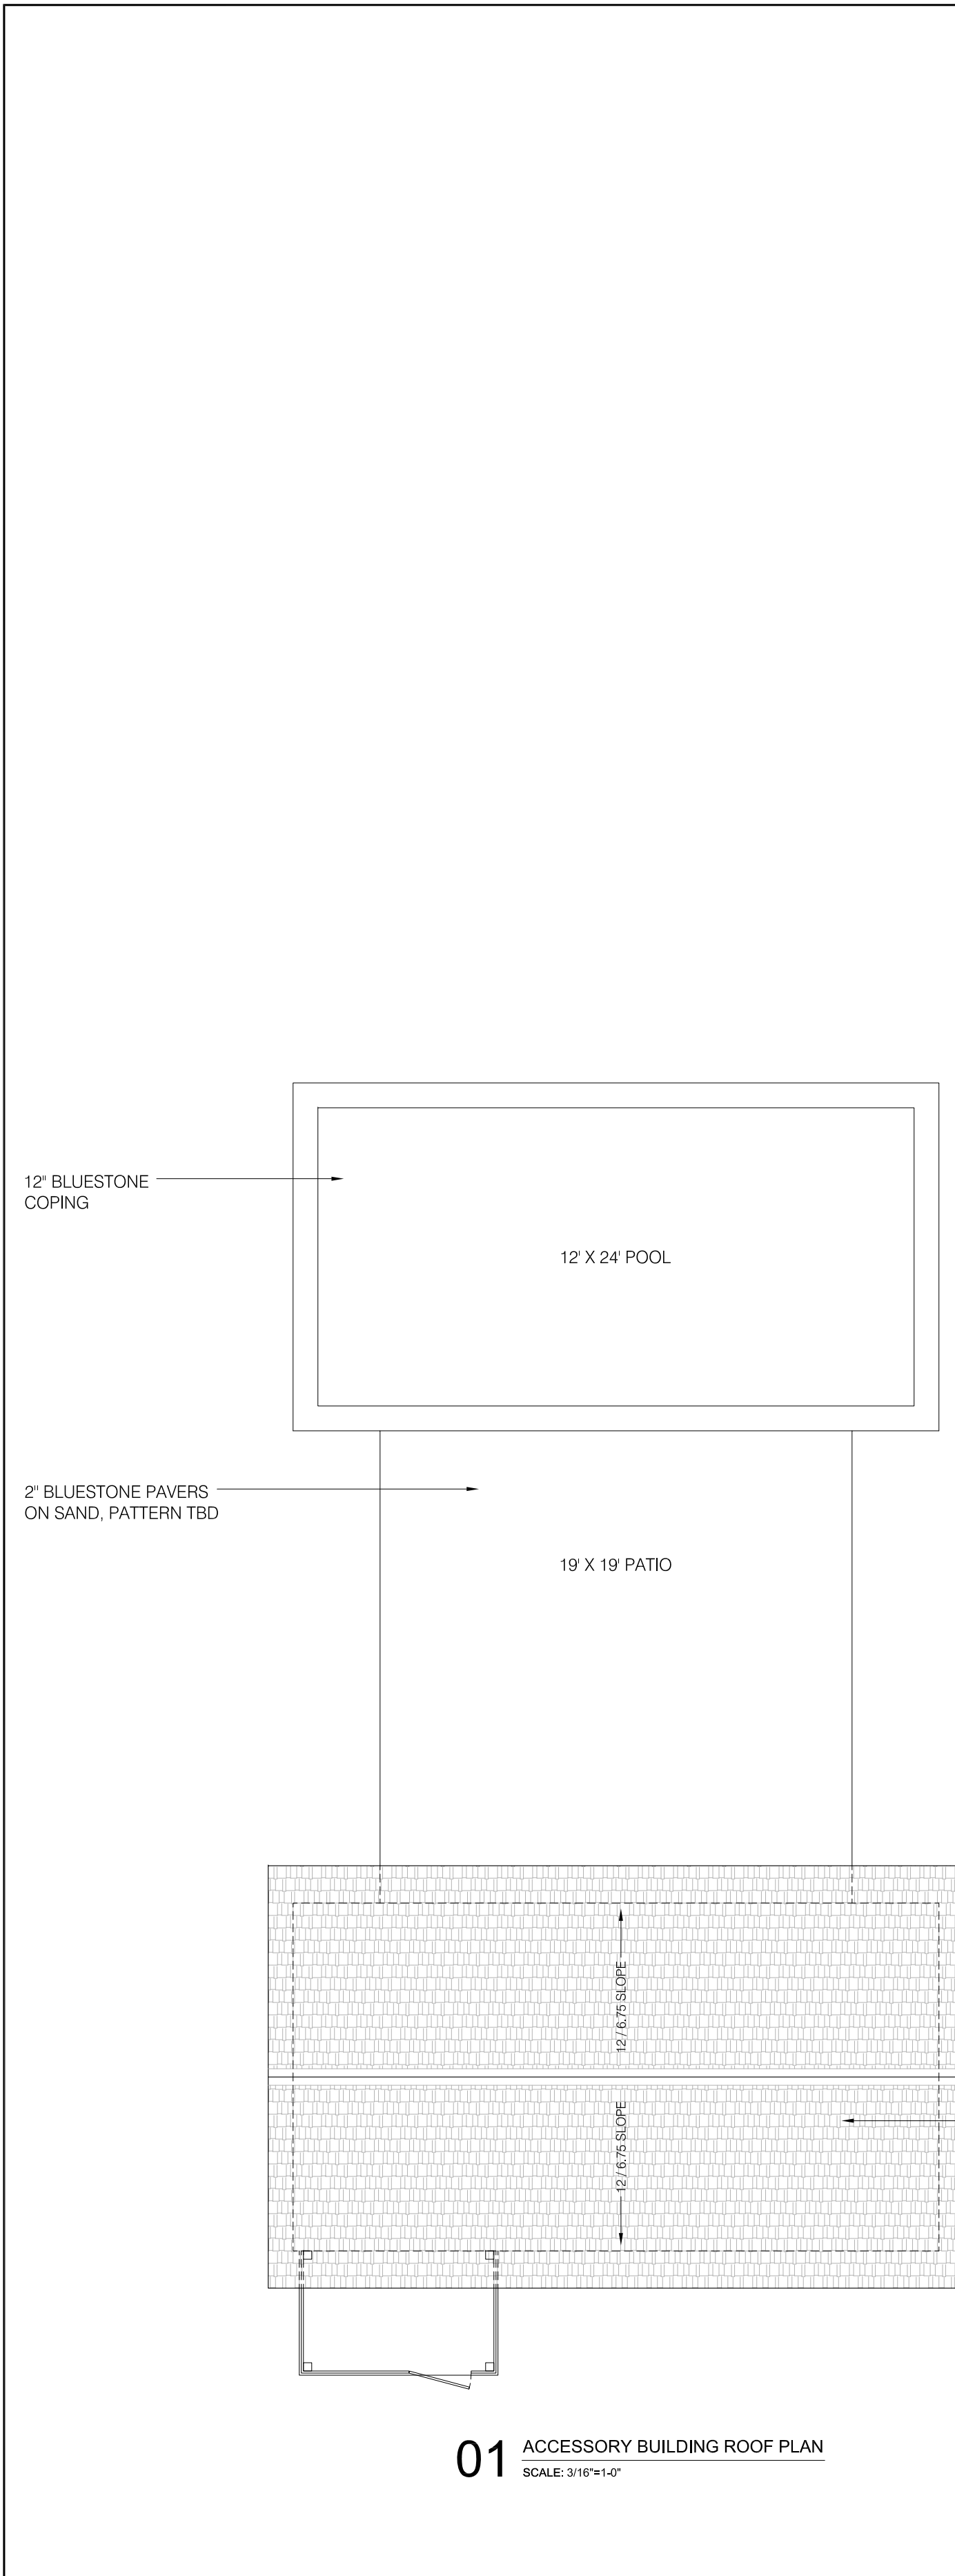 12" BLUESTONE
COPING
12' X 24' POOL
2" BLUESTONE PAVERS
ON SAND, PATTERN TBD
19' X 19' PATIO
12 / 6.75 SLOPE
12 / 6.75 SLOPE
01 ACCESSORY BUILDING ROOF PLAN
SCALE: 3/16"=1-0"